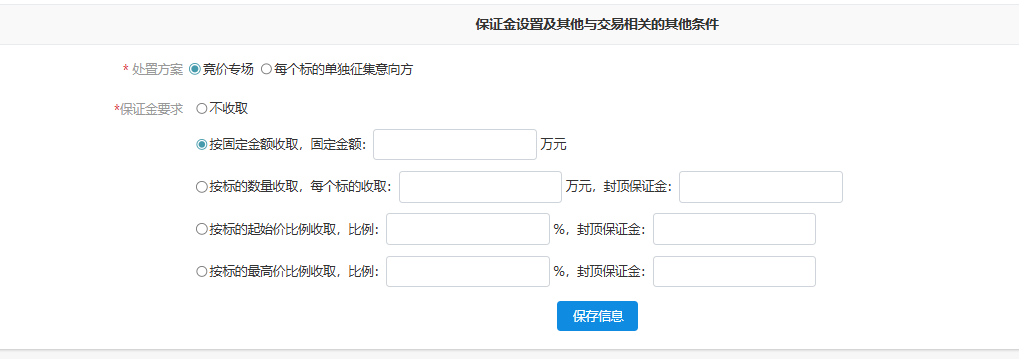 保证金设置及其他与交易相关的其他条件
* 处置方案 竞价专场 每个标的单独征集意向方
*保证金要求 不收取
按固定金额收取，固定金额： 万元
按标的数量收取，每个标的收取： 万元，封顶保证金：
按标的起始价比例收取，比例： %，封顶保证金：
按标的最高价比例收取，比例： %，封顶保证金：
保存信息